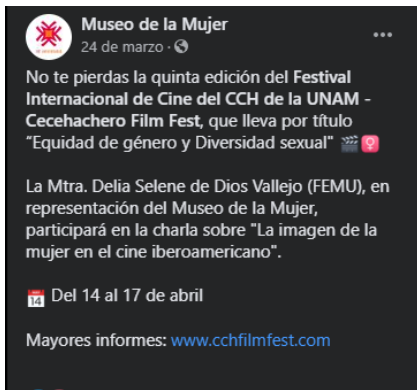 Museo de la Mujer
24 de marzo ·
No te pierdas la quinta edición del Festival
Internacional de Cine del CCH de la UNAM -
Cecehachero Film Fest, que lleva por título
“Equidad de género y Diversidad sexual" 🎬♀️
La Mtra. Delia Selene de Dios Vallejo (FEMU), en
representación del Museo de la Mujer,
participará en la charla sobre "La imagen de la
mujer en el cine iberoamericano".
📅 Del 14 al 17 de abril
Mayores informes: www.cchfilmfest.com